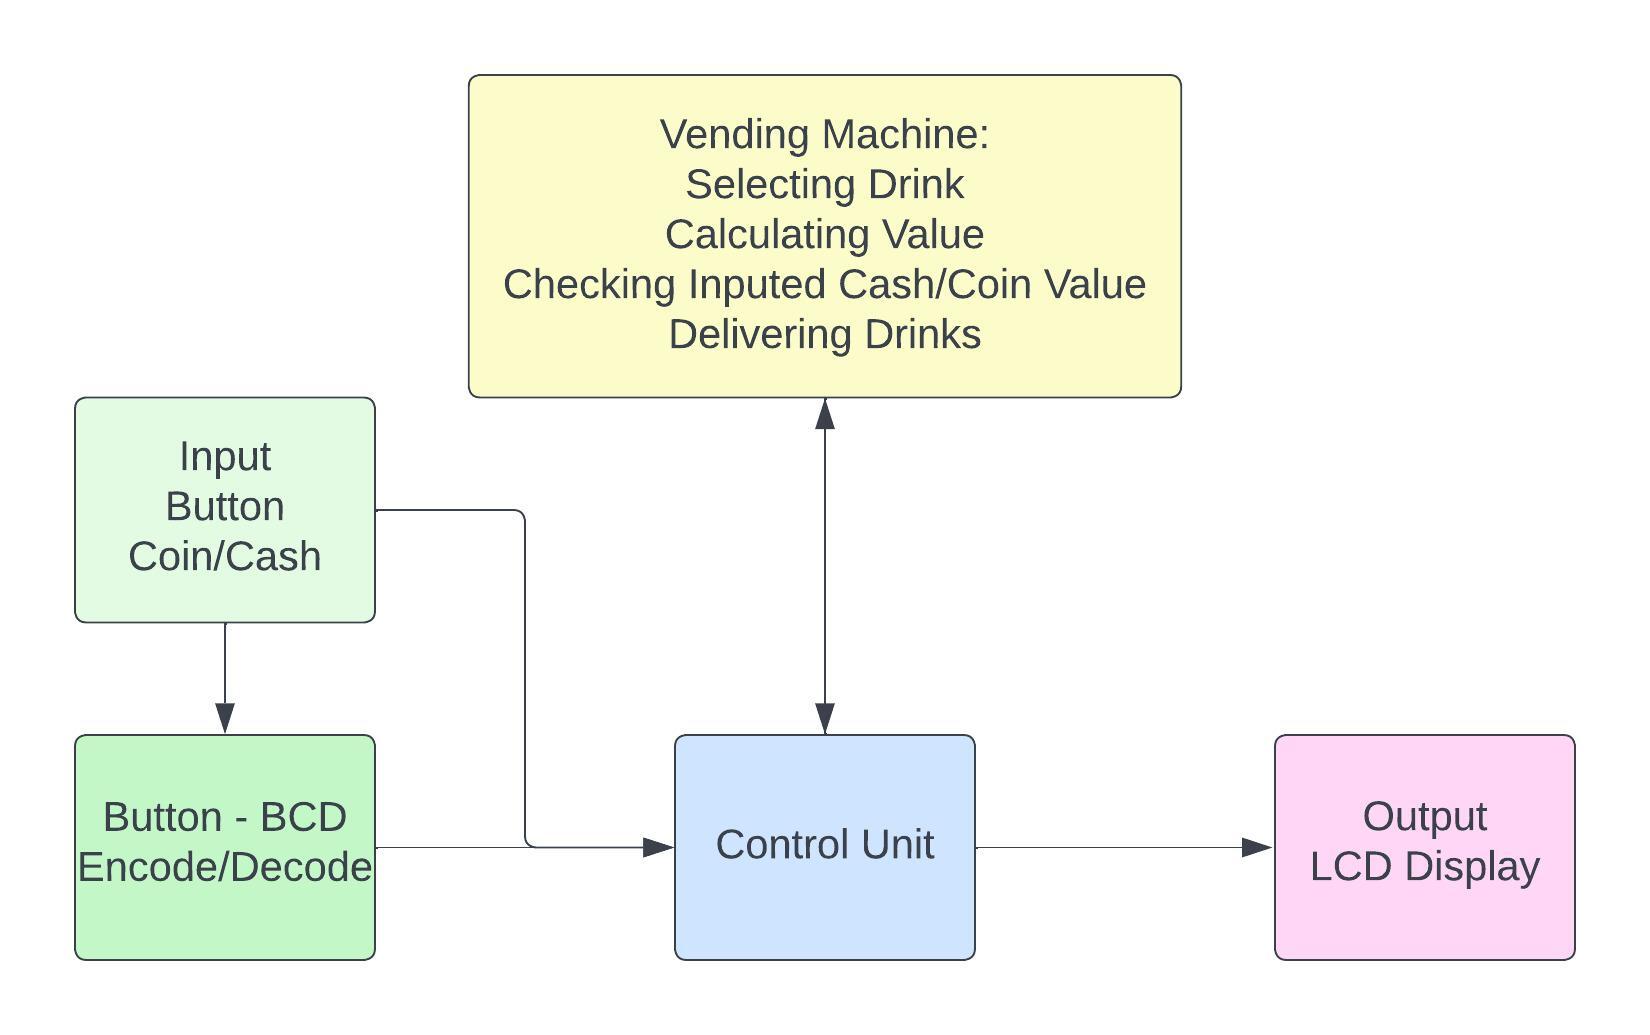 Vending Machine:
Selecting Drink
Calculating Value
Checking Inputed Cash/Coin Value
Delivering Drinks
Input
Button
Coin/Cash
Button - BCD
Encode/Decode
Control Unit
Output
LCD Display